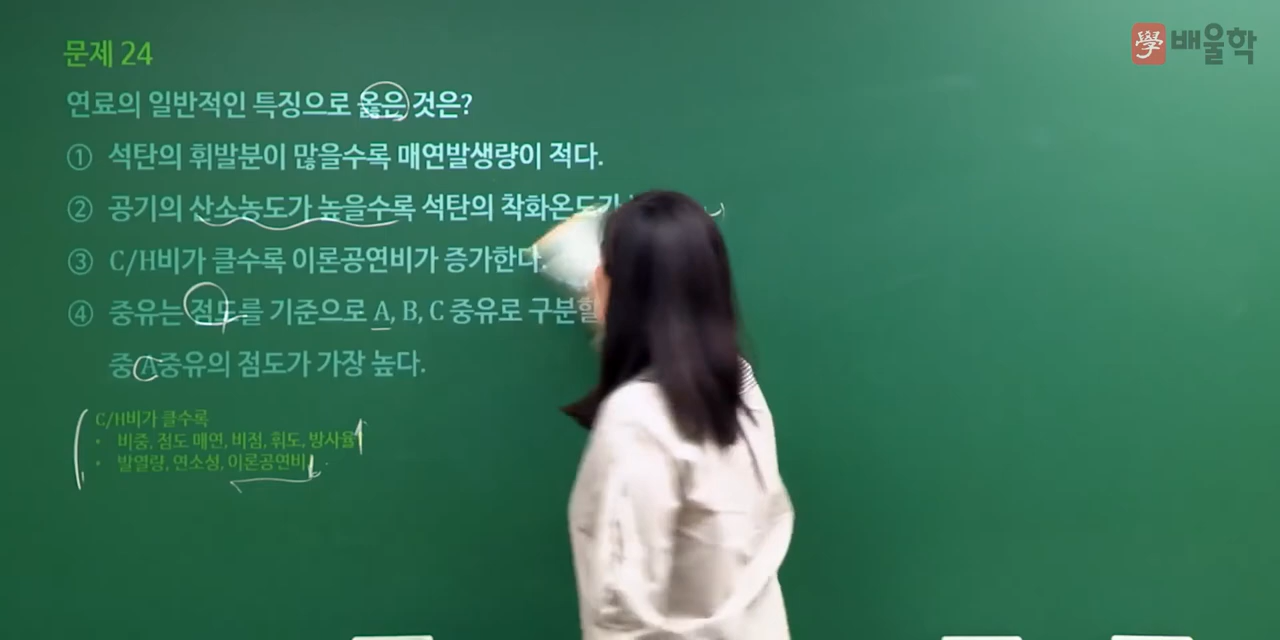 學 배울학
문제 24
연료의 일반적인 특징으로 옳은 것은?
① 석탄의 휘발분이 많을수록 매연발생량이 적다.
② 공기의 산소농도가 높을수록 석탄의 착화온도가
③ C/H비가 클수록 이론공연비가 증가한다.
④ 중유는 점도를 기준으로 A, B, C 중유로 구분할
중 A중유의 점도가 가장 높다.
C/H비가 클수록
• 비중, 점도 매연, 비점, 휘도, 방사율↑
• 발열량, 연소성, 이론공연비↓